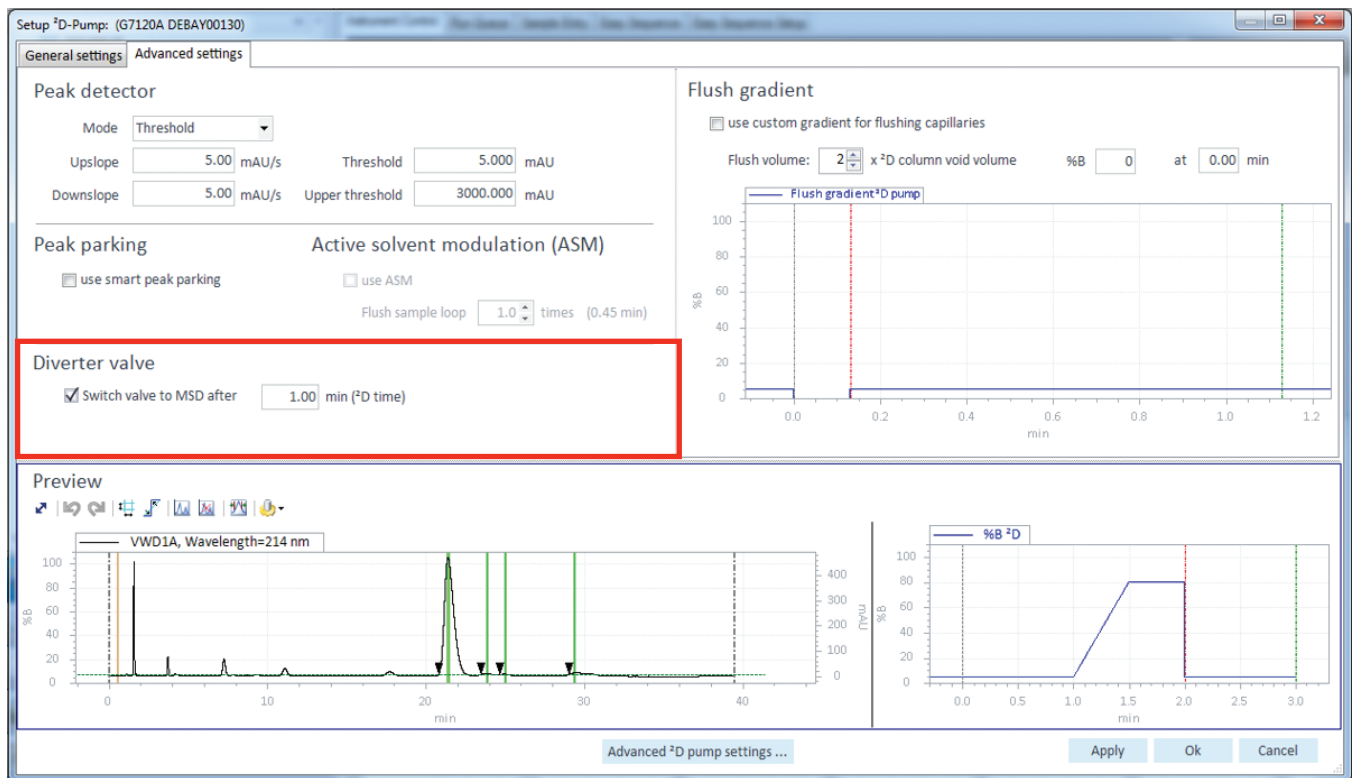 Setup ²D-Pump: (G7120A DEBAY00130)
General settings
Advanced settings
Peak detector
Mode Threshold
Upslope 5.00 mAU/s Threshold 5.000 mAU
Downslope 5.00 mAU/s Upper threshold 3000.000 mAU
Peak parking
use smart peak parking
Active solvent modulation (ASM)
use ASM
Flush sample loop 1.0 times (0.45 min)
Diverter valve
Switch valve to MSD after 1.00 min (²D time)
Flush gradient
use custom gradient for flushing capillaries
Flush volume: 2 x ²D column void volume %B 0 at 0.00 min
Flush gradient²D pump
100
80
60
40
20
0
%B
0.0 0.2 0.4 0.6 0.8 1.0 1.2
min
Preview
VWD1A, Wavelength=214 nm
100
80
60
40
20
0
%B
400
300
200
100
0
mAU
0 10 20 30 40
min
%B ²D
100
80
60
40
20
0
%B
0.0 0.5 1.0 1.5 2.0 2.5 3.0
min
Advanced ²D pump settings ...
Apply Ok Cancel